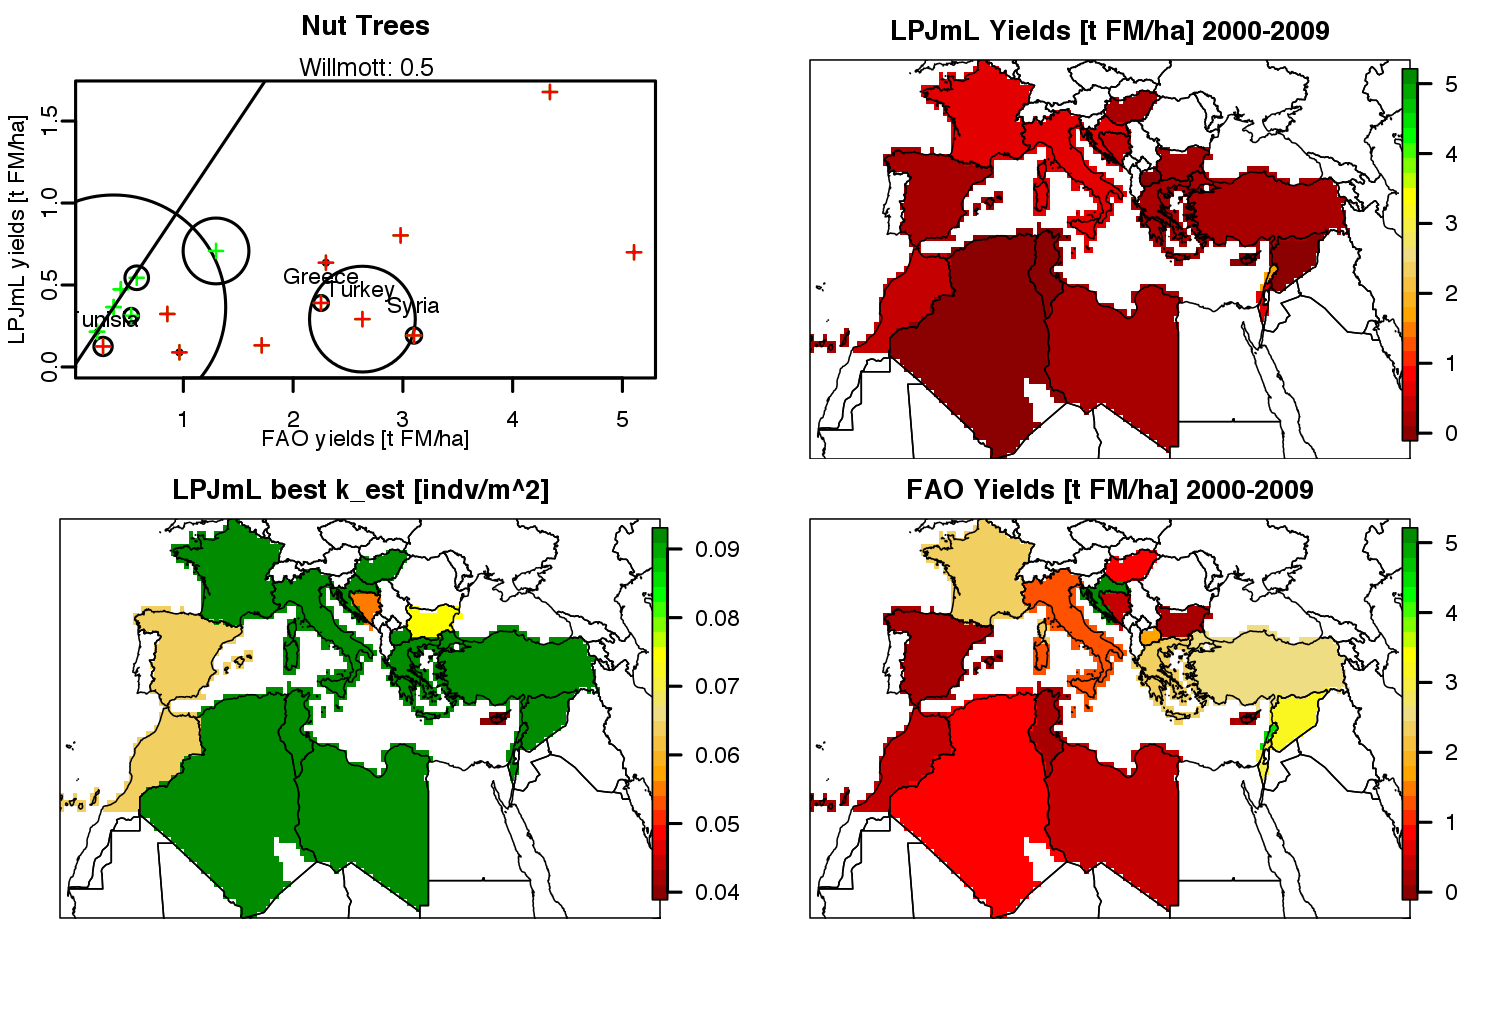 Nut Trees
Willmott: 0.5
LPJmL yields [t FM/ha]
1.5
1.0
0.5
0.0
Greece
Turkey
Syria
unisia
1 2 3 4 5
FAO yields [t FM/ha]
LPJmL Yields [t FM/ha] 2000-2009
5
4
3
2
1
0
LPJmL best k_est [indv/m^2]
0.09
0.08
0.07
0.06
0.05
0.04
FAO Yields [t FM/ha] 2000-2009
5
4
3
2
1
0